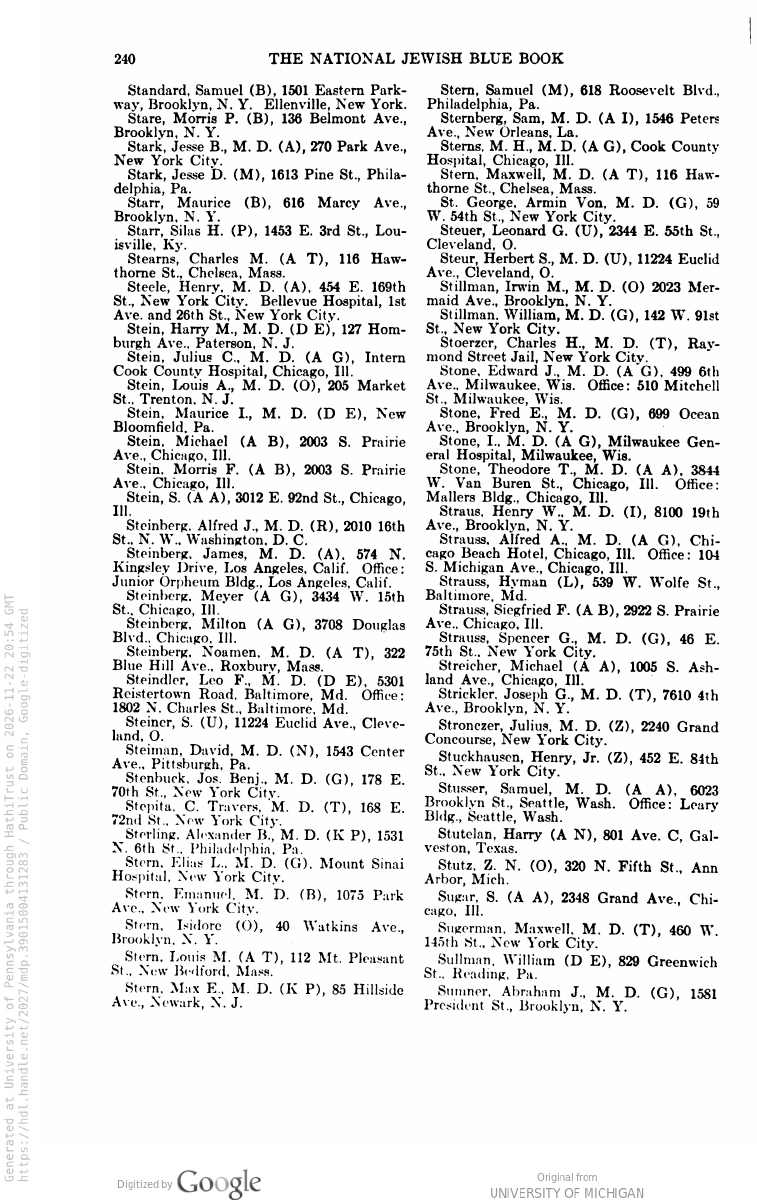 240
THE NATIONAL JEWISH BLUE BOOK
Standard, Samuel (B), 1501 Eastern Park-
way, Brooklyn, N. Y. Ellenville, New York.
Stare, Morris P. (B), 136 Belmont Ave.,
Brooklyn, N. Y.
Stark, Jesse B., M. D. (A), 270 Park Ave.,
New York City.
Stark, Jesse D. (M), 1613 Pine St., Phila-
delphia, Pa.
Starr, Maurice (B), 616 Marcy Ave.,
Brooklyn, N. Y.
Starr, Silas H. (P), 1453 E. 3rd St., Lou-
isville, Ky.
Stearns, Charles M. (A T), 116 Haw-
thorne St., Chelsea, Mass.
Steele, Henry, M. D. (A), 454 E. 169th
St., New York City. Bellevue Hospital, 1st
Ave. and 26th St., New York City.
Stein, Harry M., M. D. (D E), 127 Hom-
burgh Ave., Paterson, N. J.
Stein, Julius C., M. D. (A G), Intern
Cook County Hospital, Chicago, Ill.
Stein, Louis A., M. D. (O), 205 Market
St., Trenton, N. J.
Stein, Maurice I., M. D. (D E), New
Bloomfield, Pa.
Stein, Michael (A B), 2003 S. Prairie
Ave., Chicago, Ill.
Stein, Morris F. (A B), 2003 S. Prairie
Ave., Chicago, Ill.
Stein, S. (A A), 3012 E. 92nd St., Chicago,
Ill.
Steinberg, Alfred J., M. D. (R), 2010 16th
St., N. W., Washington, D. C.
Steinberg, James, M. D. (A), 574 N.
Kingsley Drive, Los Angeles, Calif. Office:
Junior Orpheum Bldg., Los Angeles, Calif.
Steinberg, Meyer (A G), 3434 W. 15th
St., Chicago, Ill.
Steinberg, Milton (A G), 3708 Douglas
Blvd., Chicago, Ill.
Steinberg, Noamen, M. D. (A T), 322
Blue Hill Ave., Roxbury, Mass.
Steindler, Leo F., M. D. (D E), 5301
Reistertown Road, Baltimore, Md. Office:
1802 N. Charles St., Baltimore, Md.
Steiner, S. (U), 11224 Euclid Ave., Cleve-
land, O.
Steiman, David, M. D. (N), 1543 Center
Ave., Pittsburgh, Pa.
Stenbuck, Jos. Benj., M. D. (G), 178 E.
70th St., New York City.
Stepita, C. Travers, M. D. (T), 168 E.
72nd St., New York City.
Sterling, Alexander B., M. D. (K P), 1531
N. 6th St., Philadelphia, Pa.
Stern, Elias L., M. D. (G), Mount Sinai
Hospital, New York City.
Stern, Emanuel, M. D. (B), 1075 Park
Ave., New York City.
Stern, Isidore (O), 40 Watkins Ave.,
Brooklyn, N. Y.
Stern, Louis M. (A T), 112 Mt. Pleasant
St., New Bedford, Mass.
Stern, Max E., M. D. (K P), 85 Hillside
Ave., Newark, N. J.
Stern, Samuel (M), 618 Roosevelt Blvd.,
Philadelphia, Pa.
Sternberg, Sam, M. D. (A I), 1546 Peters
Ave., New Orleans, La.
Sterns, M. H., M. D. (A G), Cook County
Hospital, Chicago, Ill.
Stern, Maxwell, M. D. (A T), 116 Haw-
thorne St., Chelsea, Mass.
St. George, Armin Von, M. D. (G), 59
W. 54th St., New York City.
Steuer, Leonard G. (U), 2344 E. 55th St.,
Cleveland, O.
Steur, Herbert S., M. D. (U), 11224 Euclid
Ave., Cleveland, O.
Stillman, Irwin M., M. D. (O) 2023 Mer-
maid Ave., Brooklyn, N. Y.
Stillman, William, M. D. (G), 142 W. 91st
St., New York City.
Stoerzer, Charles H., M. D. (T), Ray-
mond Street Jail, New York City.
Stone, Edward J., M. D. (A G), 499 6th
Ave., Milwaukee, Wis. Office: 510 Mitchell
St., Milwaukee, Wis.
Stone, Fred E., M. D. (G), 699 Ocean
Ave., Brooklyn, N. Y.
Stone, I., M. D. (A G), Milwaukee Gen-
eral Hospital, Milwaukee, Wis.
Stone, Theodore T., M. D. (A A), 3844
W. Van Buren St., Chicago, Ill. Office:
Mallers Bldg., Chicago, Ill.
Straus, Henry W., M. D. (I), 8100 19th
Ave., Brooklyn, N. Y.
Strauss, Alfred A., M. D. (A G), Chi-
cago Beach Hotel, Chicago, Ill. Office: 104
S. Michigan Ave., Chicago, Ill.
Strauss, Hyman (L), 539 W. Wolfe St.,
Baltimore, Md.
Strauss, Siegfried F. (A B), 2922 S. Prairie
Ave., Chicago, Ill.
Strauss, Spencer G., M. D. (G), 46 E.
75th St., New York City.
Streicher, Michael (A A), 1005 S. Ash-
land Ave., Chicago, Ill.
Strickler, Joseph G., M. D. (T), 7610 4th
Ave., Brooklyn, N. Y.
Stronczer, Julius, M. D. (Z), 2240 Grand
Concourse, New York City.
Stuckhausen, Henry, Jr. (Z), 452 E. 84th
St., New York City.
Stusser, Samuel, M. D. (A A), 6023
Brooklyn St., Seattle, Wash. Office: Leary
Bldg., Seattle, Wash.
Stutelan, Harry (A N), 801 Ave. C, Gal-
veston, Texas.
Stutz, Z. N. (O), 320 N. Fifth St., Ann
Arbor, Mich.
Sugar, S. (A A), 2348 Grand Ave., Chi-
cago, Ill.
Sugerman, Maxwell, M. D. (T), 460 W.
145th St., New York City.
Sullman, William (D E), 829 Greenwich
St., Reading, Pa.
Sumner, Abraham J., M. D. (G), 1581
President St., Brooklyn, N. Y.
Generated at University of Pennsylvania through HathiTrust on 2026-11-22 20:54 GMT
https://hdl.handle.net/2027/mdp.39015004131283 / Public Domain, Google-digitized
Digitized by Google
Original from
UNIVERSITY OF MICHIGAN